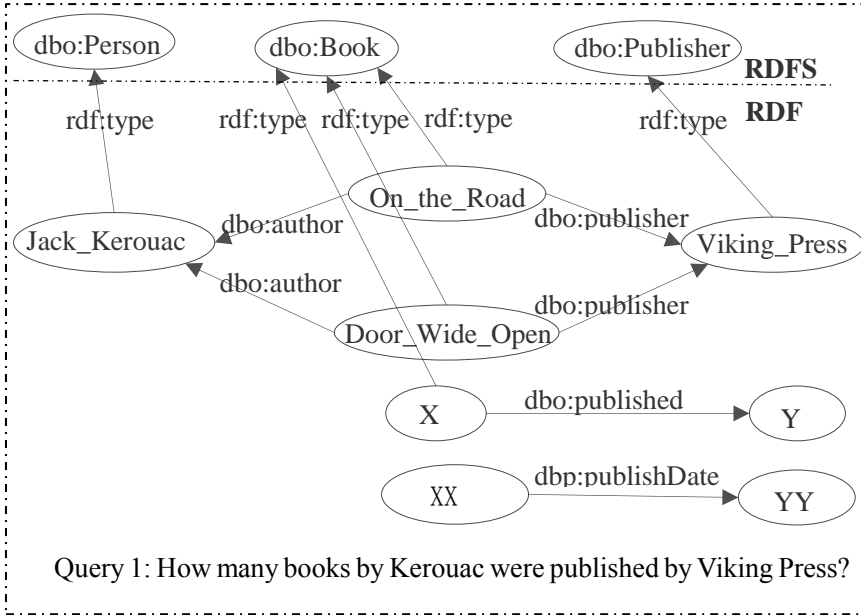 dbo:Person
dbo:Book
dbo:Publisher
RDFS
RDF
rdf:type
rdf:type
rdf:type
rdf:type
rdf:type
On_the_Road
dbo:author
dbo:publisher
Jack_Kerouac
Viking_Press
dbo:author
dbo:publisher
Door_Wide_Open
X
dbo:published
Y
XX
dbp:publishDate
YY
Query 1: How many books by Kerouac were published by Viking Press?